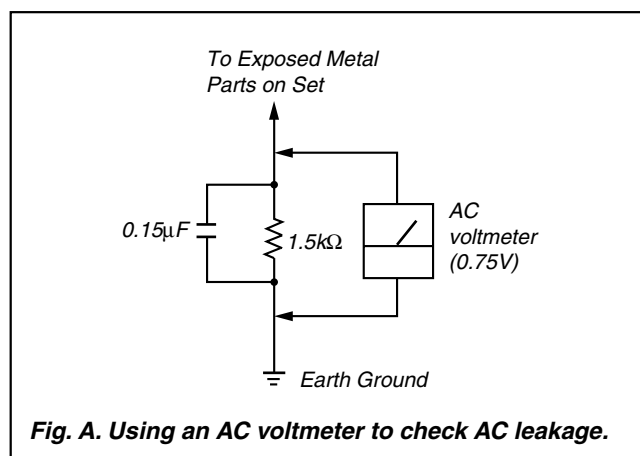 To Exposed Metal
Parts on Set
0.15μF
1.5kΩ
AC
voltmeter
(0.75V)
Earth Ground
Fig. A. Using an AC voltmeter to check AC leakage.